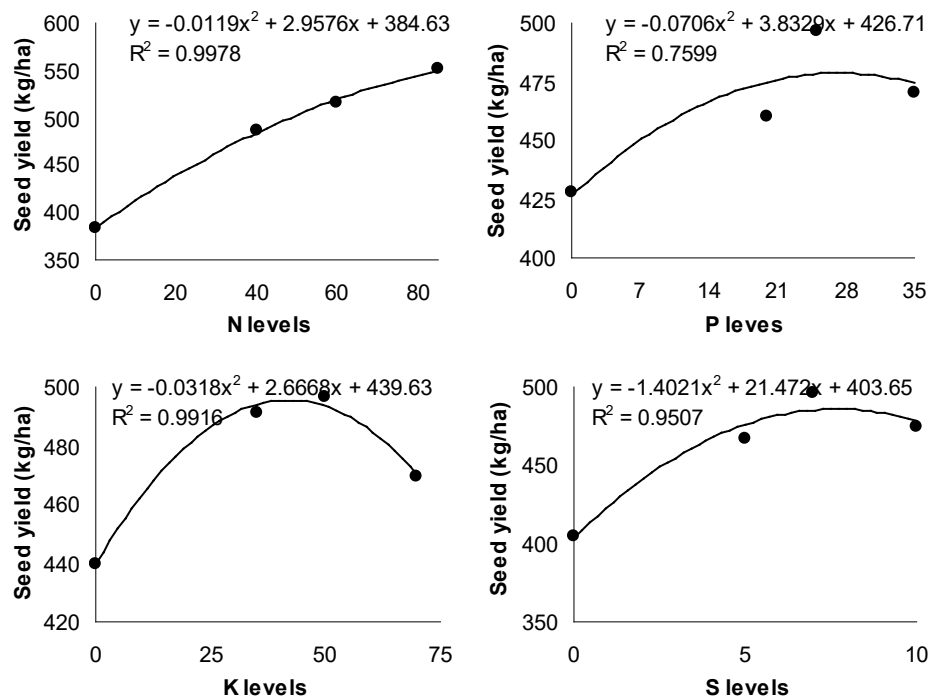 y = -0.0119x² + 2.9576x + 384.63
R² = 0.9978
600
550
500
450
400
350
Seed yield (kg/ha)
0 20 40 60 80
N levels
y = -0.0706x² + 3.8329x + 426.71
R² = 0.7599
500
475
450
425
400
Seed yield (kg/ha)
0 7 14 21 28 35
P leves
y = -0.0318x² + 2.6668x + 439.63
R² = 0.9916
500
480
460
440
420
Seed yield (kg/ha)
0 25 50 75
K levels
y = -1.4021x² + 21.472x + 403.65
R² = 0.9507
500
450
400
350
Seed yield (kg/ha)
0 5 10
S levels